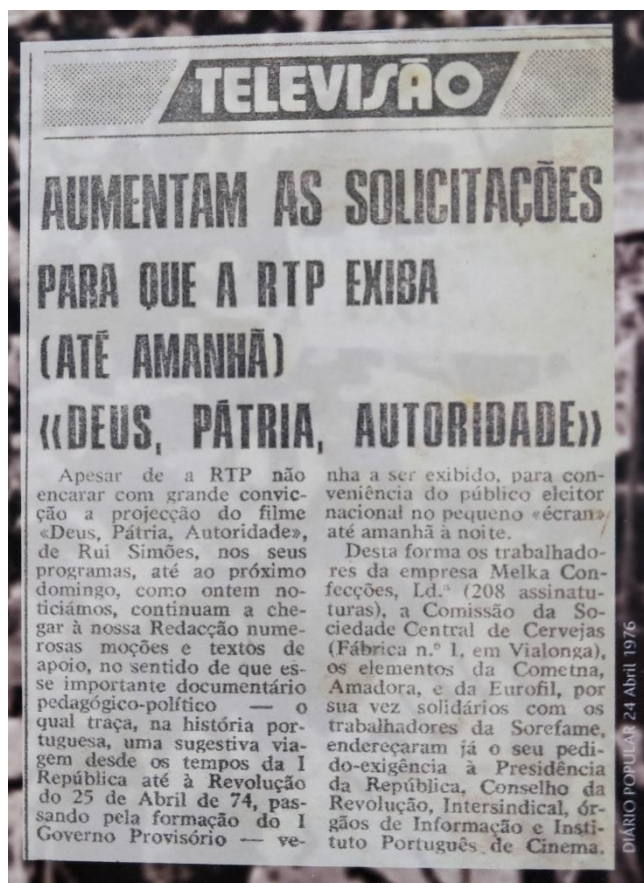 TELEVISÃO
AUMENTAM AS SOLICITAÇÕES
PARA QUE A RTP EXIBA
(ATÉ AMANHÃ)
«DEUS, PÁTRIA, AUTORIDADE»
Apesar de a RTP não
encarar com grande convic-
ção a projecção do filme
«Deus, Pátria, Autoridade»,
de Rui Simões, nos seus
programas, até ao próximo
domingo, como ontem no-
ticiámos, continuam a che-
gar à nossa Redacção nume-
rosas moções e textos de
apoio, no sentido de que es-
se importante documentário
pedagógico-político — o
qual traça, na história por-
tuguesa, uma sugestiva via-
gem desde os tempos da I
República até à Revolução
do 25 de Abril de 74, pas-
sando pela formação do I
Governo Provisório — ve-
nha a ser exibido, para con-
veniência do público eleitor
nacional no pequeno «écran»
até amanhã à noite.
Desta forma os trabalhado-
res da empresa Melka Con-
fecções, Ld.ª (208 assinatu-
turas), a Comissão da So-
ciedade Central de Cervejas
(Fábrica n.º 1, em Vialonga),
os elementos da Cometna,
Amadora, e da Eurofil, por
sua vez solidários com os
trabalhadores da Sorefame,
endereçaram já o seu pedi-
do-exigência à Presidência
da República, Conselho da
Revolução, Intersindical, ór-
gãos de Informação e Insti-
tuto Português de Cinema.
DIÁRIO POPULAR 24 Abril 1976